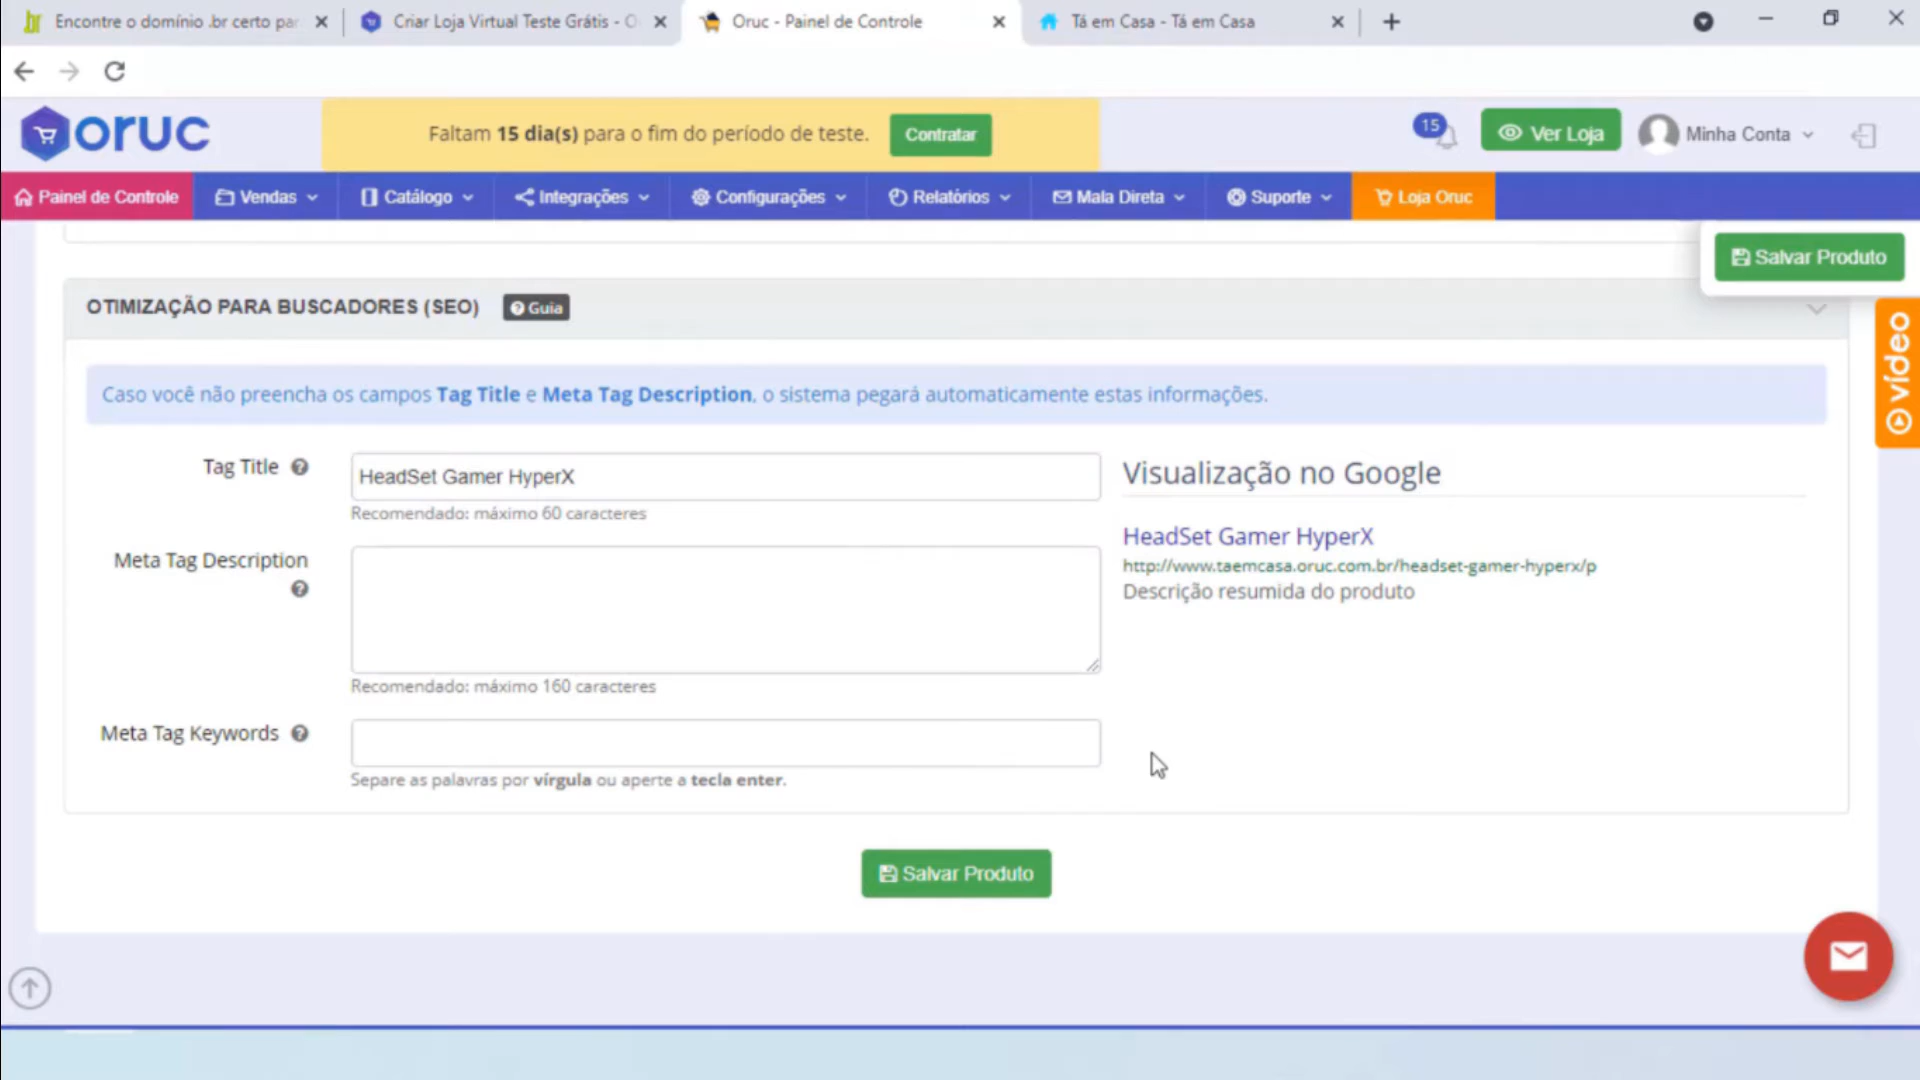 Encontre o domínio .br certo par
Criar Loja Virtual Teste Grátis - O
Oruc - Painel de Controle
Tá em Casa - Tá em Casa
oruc
Faltam 15 dia(s) para o fim do período de teste.
Contratar
15
Ver Loja
Minha Conta
Painel de Controle
Vendas
Catálogo
Integrações
Configurações
Relatórios
Mala Direta
Suporte
Loja Oruc
Salvar Produto
OTIMIZAÇÃO PARA BUSCADORES (SEO)
Guia
vídeo
Caso você não preencha os campos Tag Title e Meta Tag Description, o sistema pegará automaticamente estas informações.
Tag Title
HeadSet Gamer HyperX
Recomendado: máximo 60 caracteres
Visualização no Google
HeadSet Gamer HyperX
http://www.taemcasa.oruc.com.br/headset-gamer-hyperx/p
Descrição resumida do produto
Meta Tag Description
Recomendado: máximo 160 caracteres
Meta Tag Keywords
Separe as palavras por vírgula ou aperte a tecla enter.
Salvar Produto